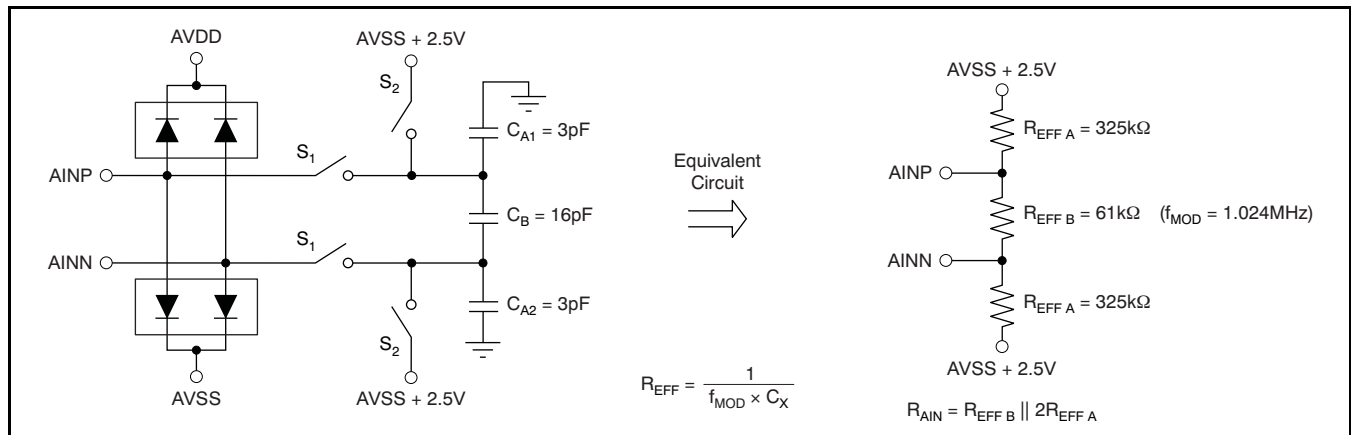 AVDD
AVSS + 2.5V
S2
CA1 = 3pF
S1
AINP
CB = 16pF
S1
AINN
CA2 = 3pF
S2
AVSS
AVSS + 2.5V
Equivalent
Circuit
REFF = 1 / (fMOD × CX)
AVSS + 2.5V
REFF A = 325kΩ
AINP
REFF B = 61kΩ (fMOD = 1.024MHz)
AINN
REFF A = 325kΩ
AVSS + 2.5V
RAIN = REFF B || 2REFF A